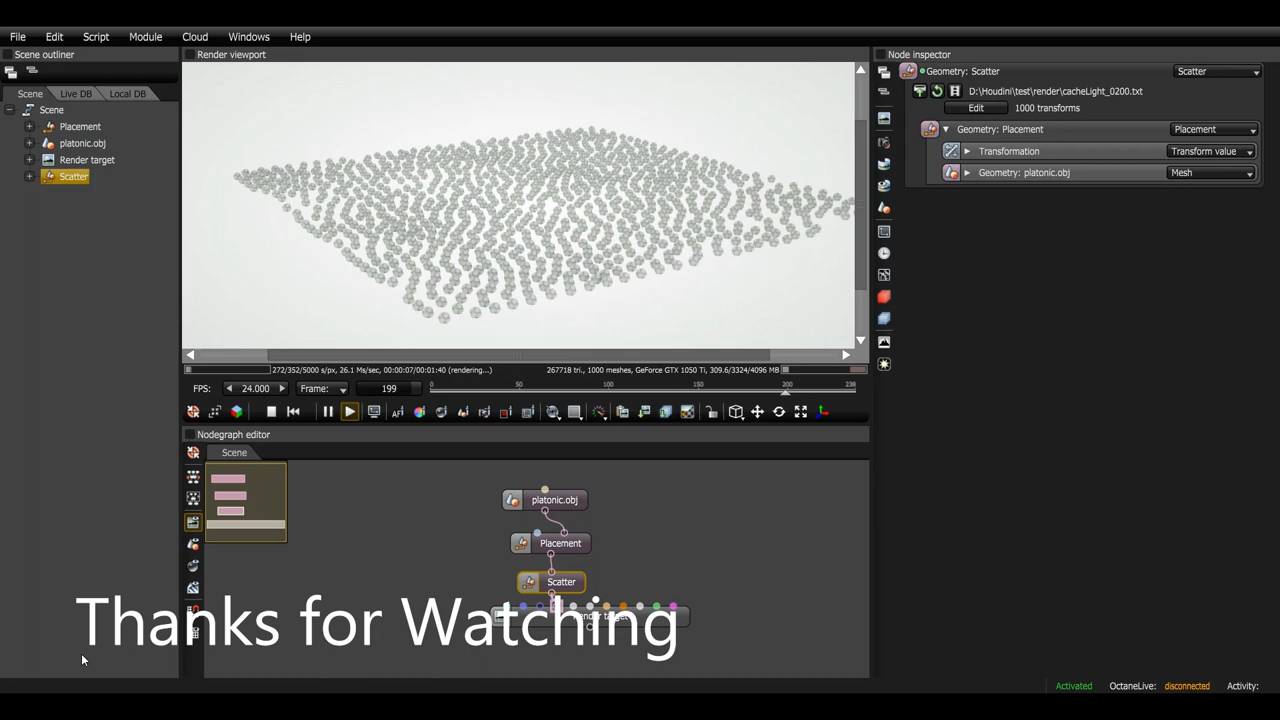 File Edit Script Module Cloud Windows Help
Scene outliner
Render viewport
Node inspector
Scene Live DB Local DB
Scene
Placement
platonic.obj
Render target
Scatter
Geometry: Scatter Scatter
D:\Houdini\test\render\cacheLight_0200.txt
Edit 1000 transforms
Geometry: Placement Placement
Transformation Transform value
Geometry: platonic.obj Mesh
272/352/5000 s/px, 26.1 Ms/sec, 00:00:07/00:01:40 (rendering...) 267718 tri, 1000 meshes, GeForce GTX 1050 Ti, 309.6/3324/4096 MB
FPS: 24.000 Frame: 199 0 50 100 150 200 238
AF
Nodegraph editor
Scene
platonic.obj
Placement
Scatter
Render target
Thanks for Watching
Activated OctaneLive: disconnected Activity: